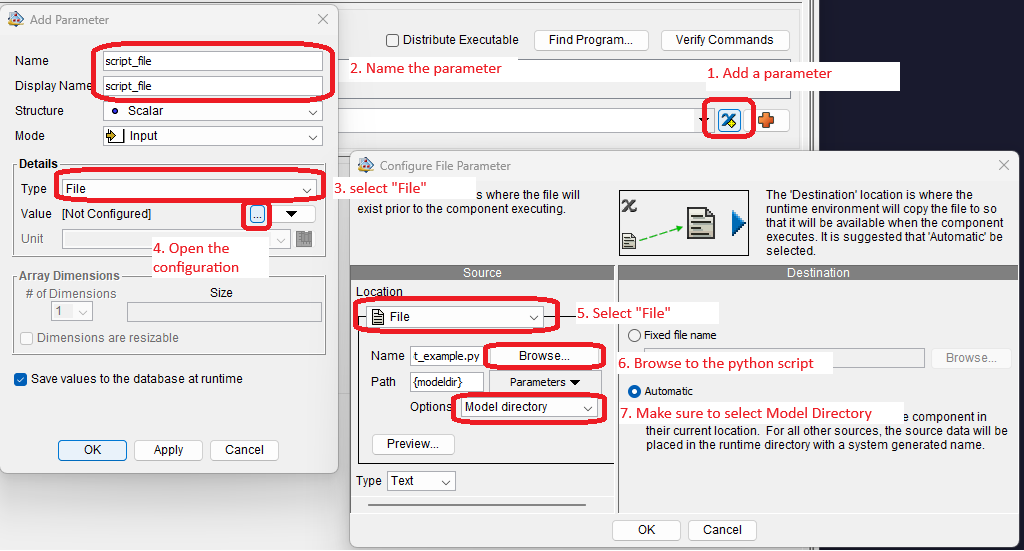 Add Parameter
Name
script_file
Display Name
script_file
Structure
Scalar
Mode
Input
Details
Type
File
Value
[Not Configured]
...
Unit
Array Dimensions
# of Dimensions
Size
1
Dimensions are resizable
Save values to the database at runtime
OK
Apply
Cancel
Distribute Executable
Find Program...
Verify Commands
1. Add a parameter
2. Name the parameter
3. select "File"
4. Open the
configuration
Configure File Parameter
s where the file will
exist prior to the component executing.
The 'Destination' location is where the
runtime environment will copy the file to so
that it will be available when the component
executes. It is suggested that 'Automatic' be
selected.
Source
Destination
Location
File
5. Select "File"
Name
t_example.py
Browse...
6. Browse to the python script
Path
{modeldir}
Parameters
Options
Model directory
7. Make sure to select Model Directory
Preview...
Type
Text
Fixed file name
Browse...
Automatic
e component in
their current location. For all other sources, the source data will be
placed in the runtime directory with a system generated name.
OK
Cancel